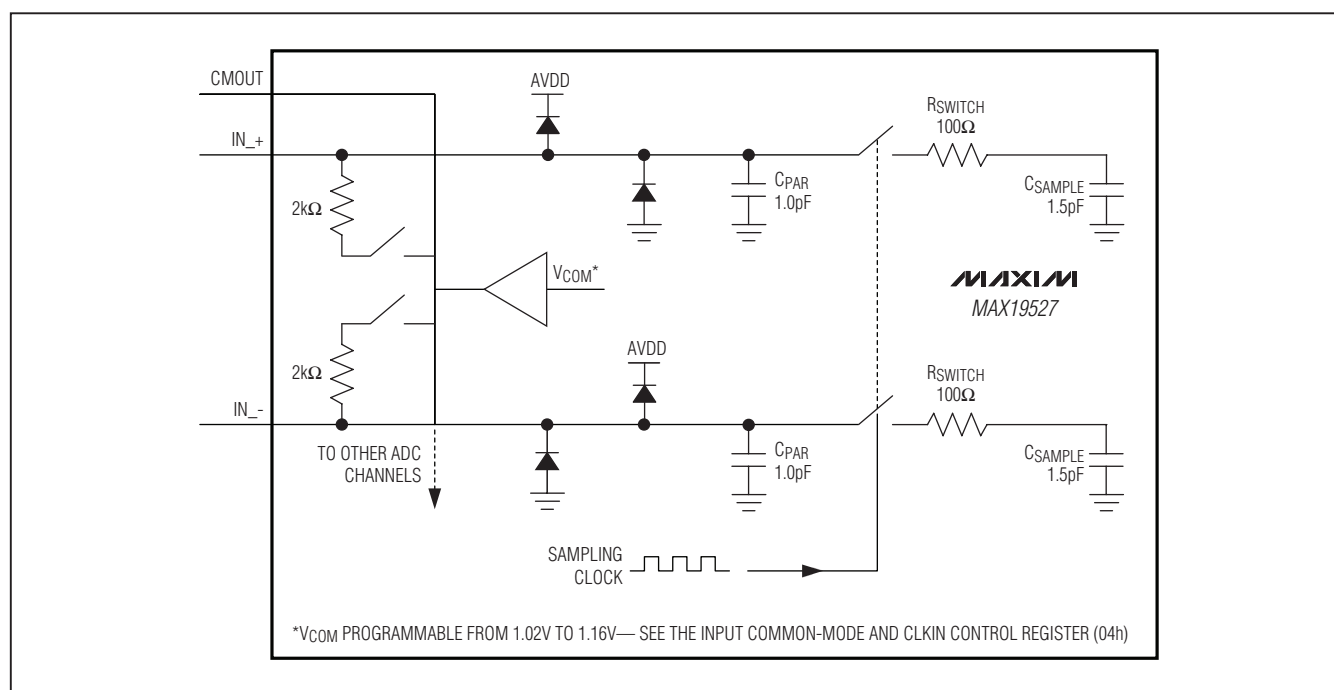 CMOUT
AVDD
RSWITCH
100Ω
IN_+
CPAR
1.0pF
CSAMPLE
1.5pF
2kΩ
VCOM*
MAXIM
MAX19527
AVDD
2kΩ
RSWITCH
100Ω
IN_-
TO OTHER ADC
CHANNELS
CPAR
1.0pF
CSAMPLE
1.5pF
SAMPLING
CLOCK
*VCOM PROGRAMMABLE FROM 1.02V TO 1.16V— SEE THE INPUT COMMON-MODE AND CLKIN CONTROL REGISTER (04h)